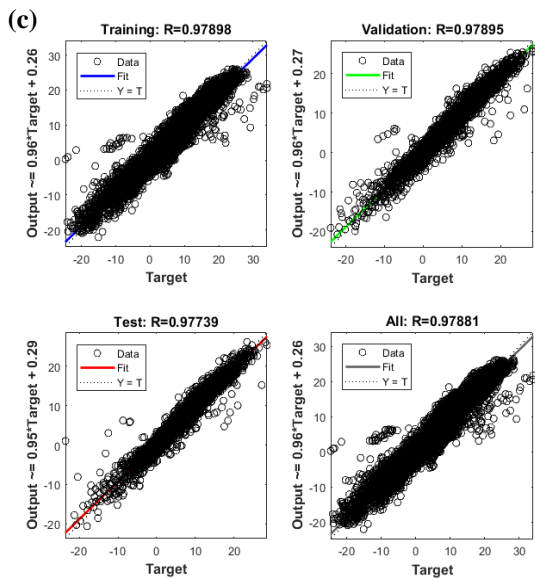 (c)
Training: R=0.97898
Output ~= 0.96*Target + 0.26
30
20
10
0
-10
-20
Data
Fit
Y = T
-20 -10 0 10 20 30
Target
Validation: R=0.97895
Output ~= 0.96*Target + 0.27
20
10
0
-10
-20
Data
Fit
Y = T
-20 -10 0 10 20
Target
Test: R=0.97739
Output ~= 0.95*Target + 0.29
20
10
0
-10
-20
Data
Fit
Y = T
-20 -10 0 10 20
Target
All: R=0.97881
Output ~= 0.96*Target + 0.26
30
20
10
0
-10
-20
Data
Fit
Y = T
-20 -10 0 10 20 30
Target